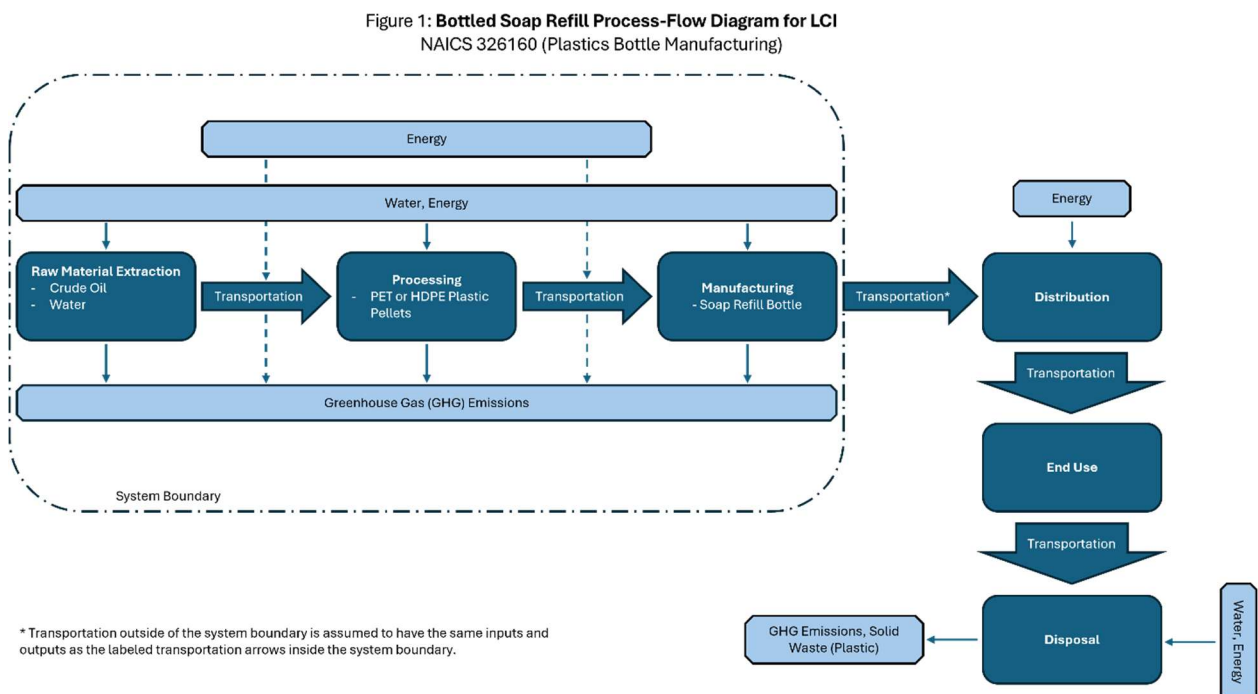 Figure 1: Bottled Soap Refill Process-Flow Diagram for LCI
NAICS 326160 (Plastics Bottle Manufacturing)
Energy
Water, Energy
Energy
Raw Material Extraction
- Crude Oil
- Water
Transportation
Processing
- PET or HDPE Plastic
Pellets
Transportation
Manufacturing
- Soap Refill Bottle
Transportation*
Distribution
Transportation
Greenhouse Gas (GHG) Emissions
End Use
System Boundary
Transportation
* Transportation outside of the system boundary is assumed to have the same inputs and
outputs as the labeled transportation arrows inside the system boundary.
GHG Emissions, Solid
Waste (Plastic)
Disposal
Water, Energy